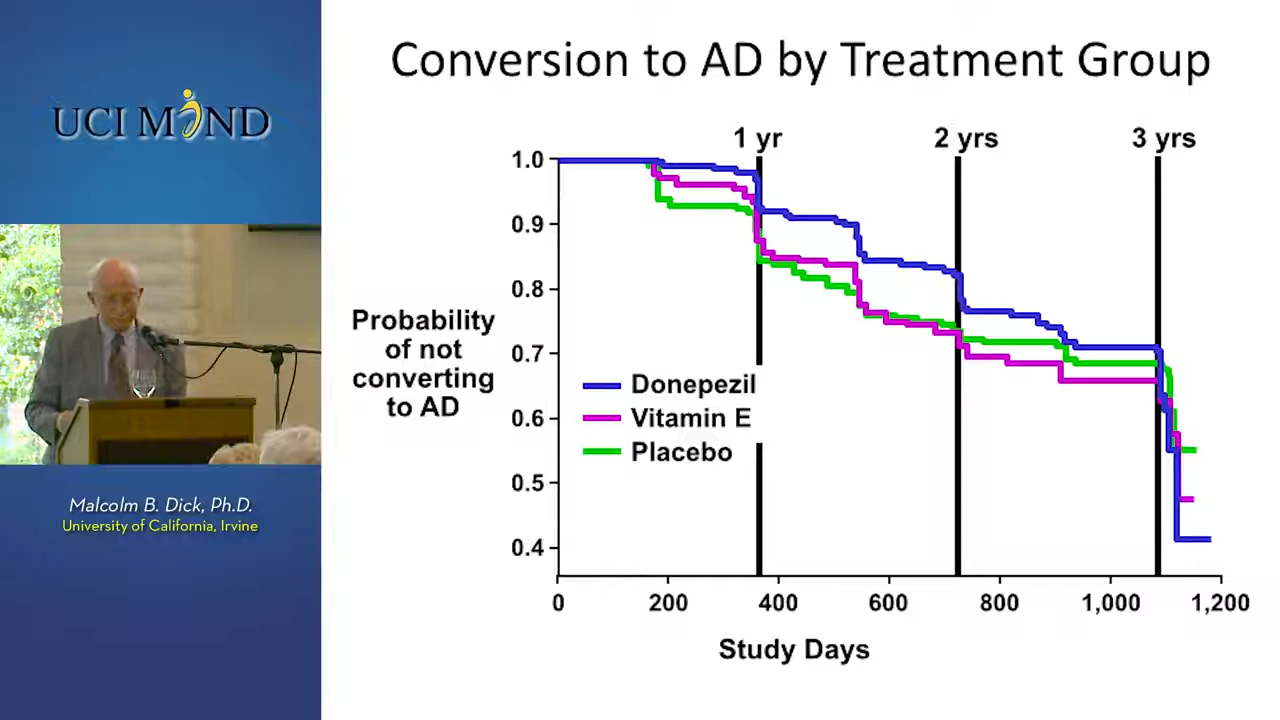 UCI MIND
Malcolm B. Dick, Ph.D.
University of California, Irvine
Conversion to AD by Treatment Group
1 yr
2 yrs
3 yrs
1.0
0.9
0.8
0.7
0.6
0.5
0.4
Probability
of not
converting
to AD
Donepezil
Vitamin E
Placebo
0
200
400
600
800
1,000
1,200
Study Days